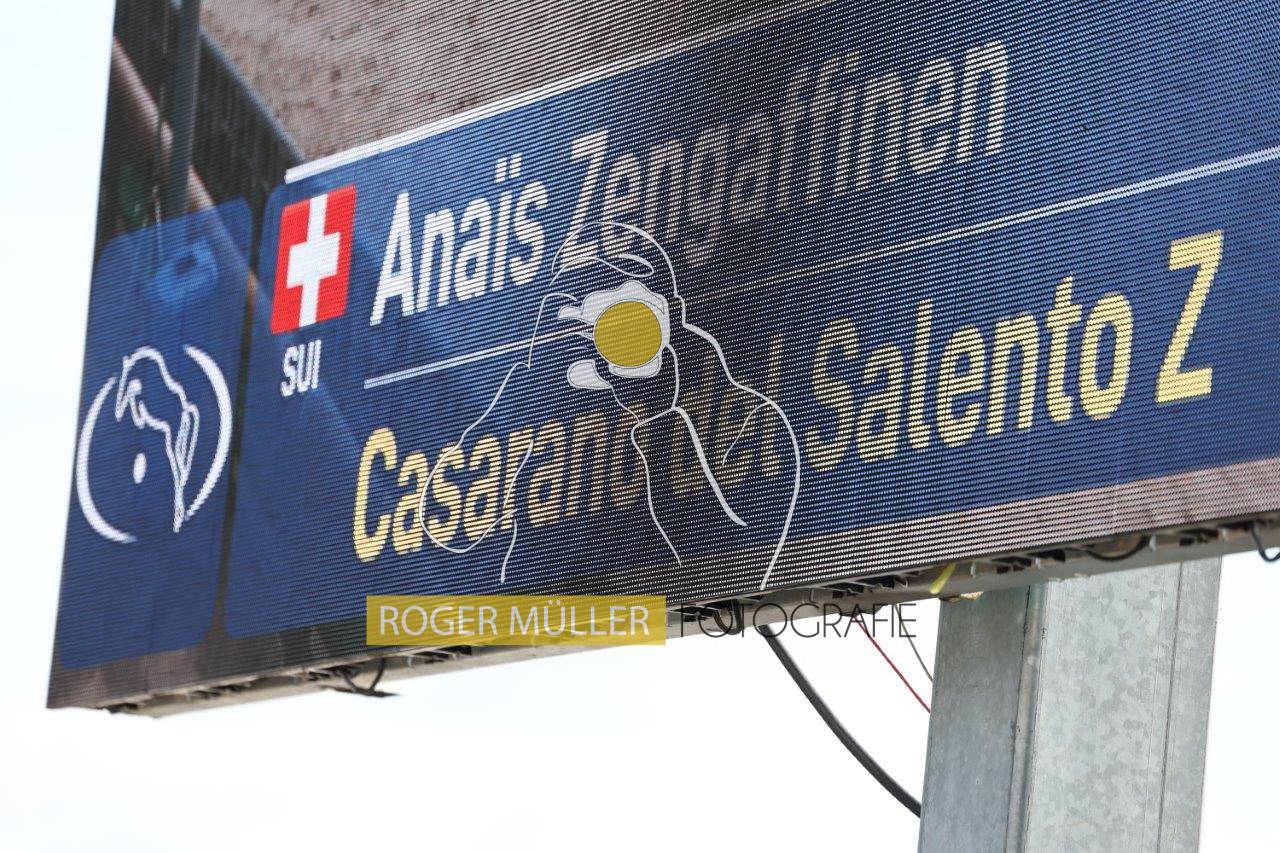 Anaïs Zengaffinen
SUI
Casarano del Salento Z
ROGER MÜLLER FOTOGRAFIE